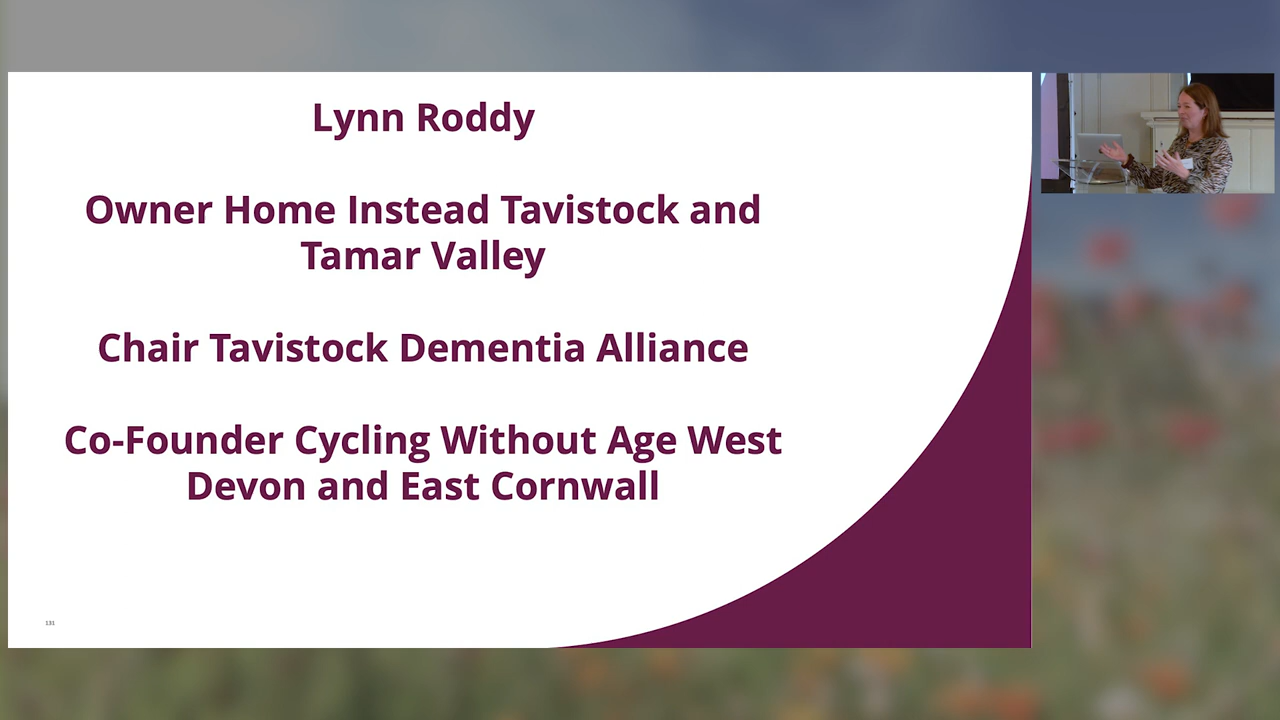 Lynn Roddy
Owner Home Instead Tavistock and
Tamar Valley
Chair Tavistock Dementia Alliance
Co-Founder Cycling Without Age West
Devon and East Cornwall
131